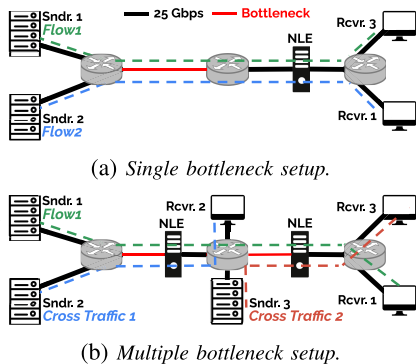 25 Gbps Bottleneck
Sndr. 1
Flow1
NLE
Rcvr. 3
Sndr. 2
Flow2
Rcvr. 1
(a) Single bottleneck setup.
Sndr. 1
Flow1
NLE
Rcvr. 2
NLE
Rcvr. 3
Sndr. 2
Cross Traffic 1
Sndr. 3
Cross Traffic 2
Rcvr. 1
(b) Multiple bottleneck setup.